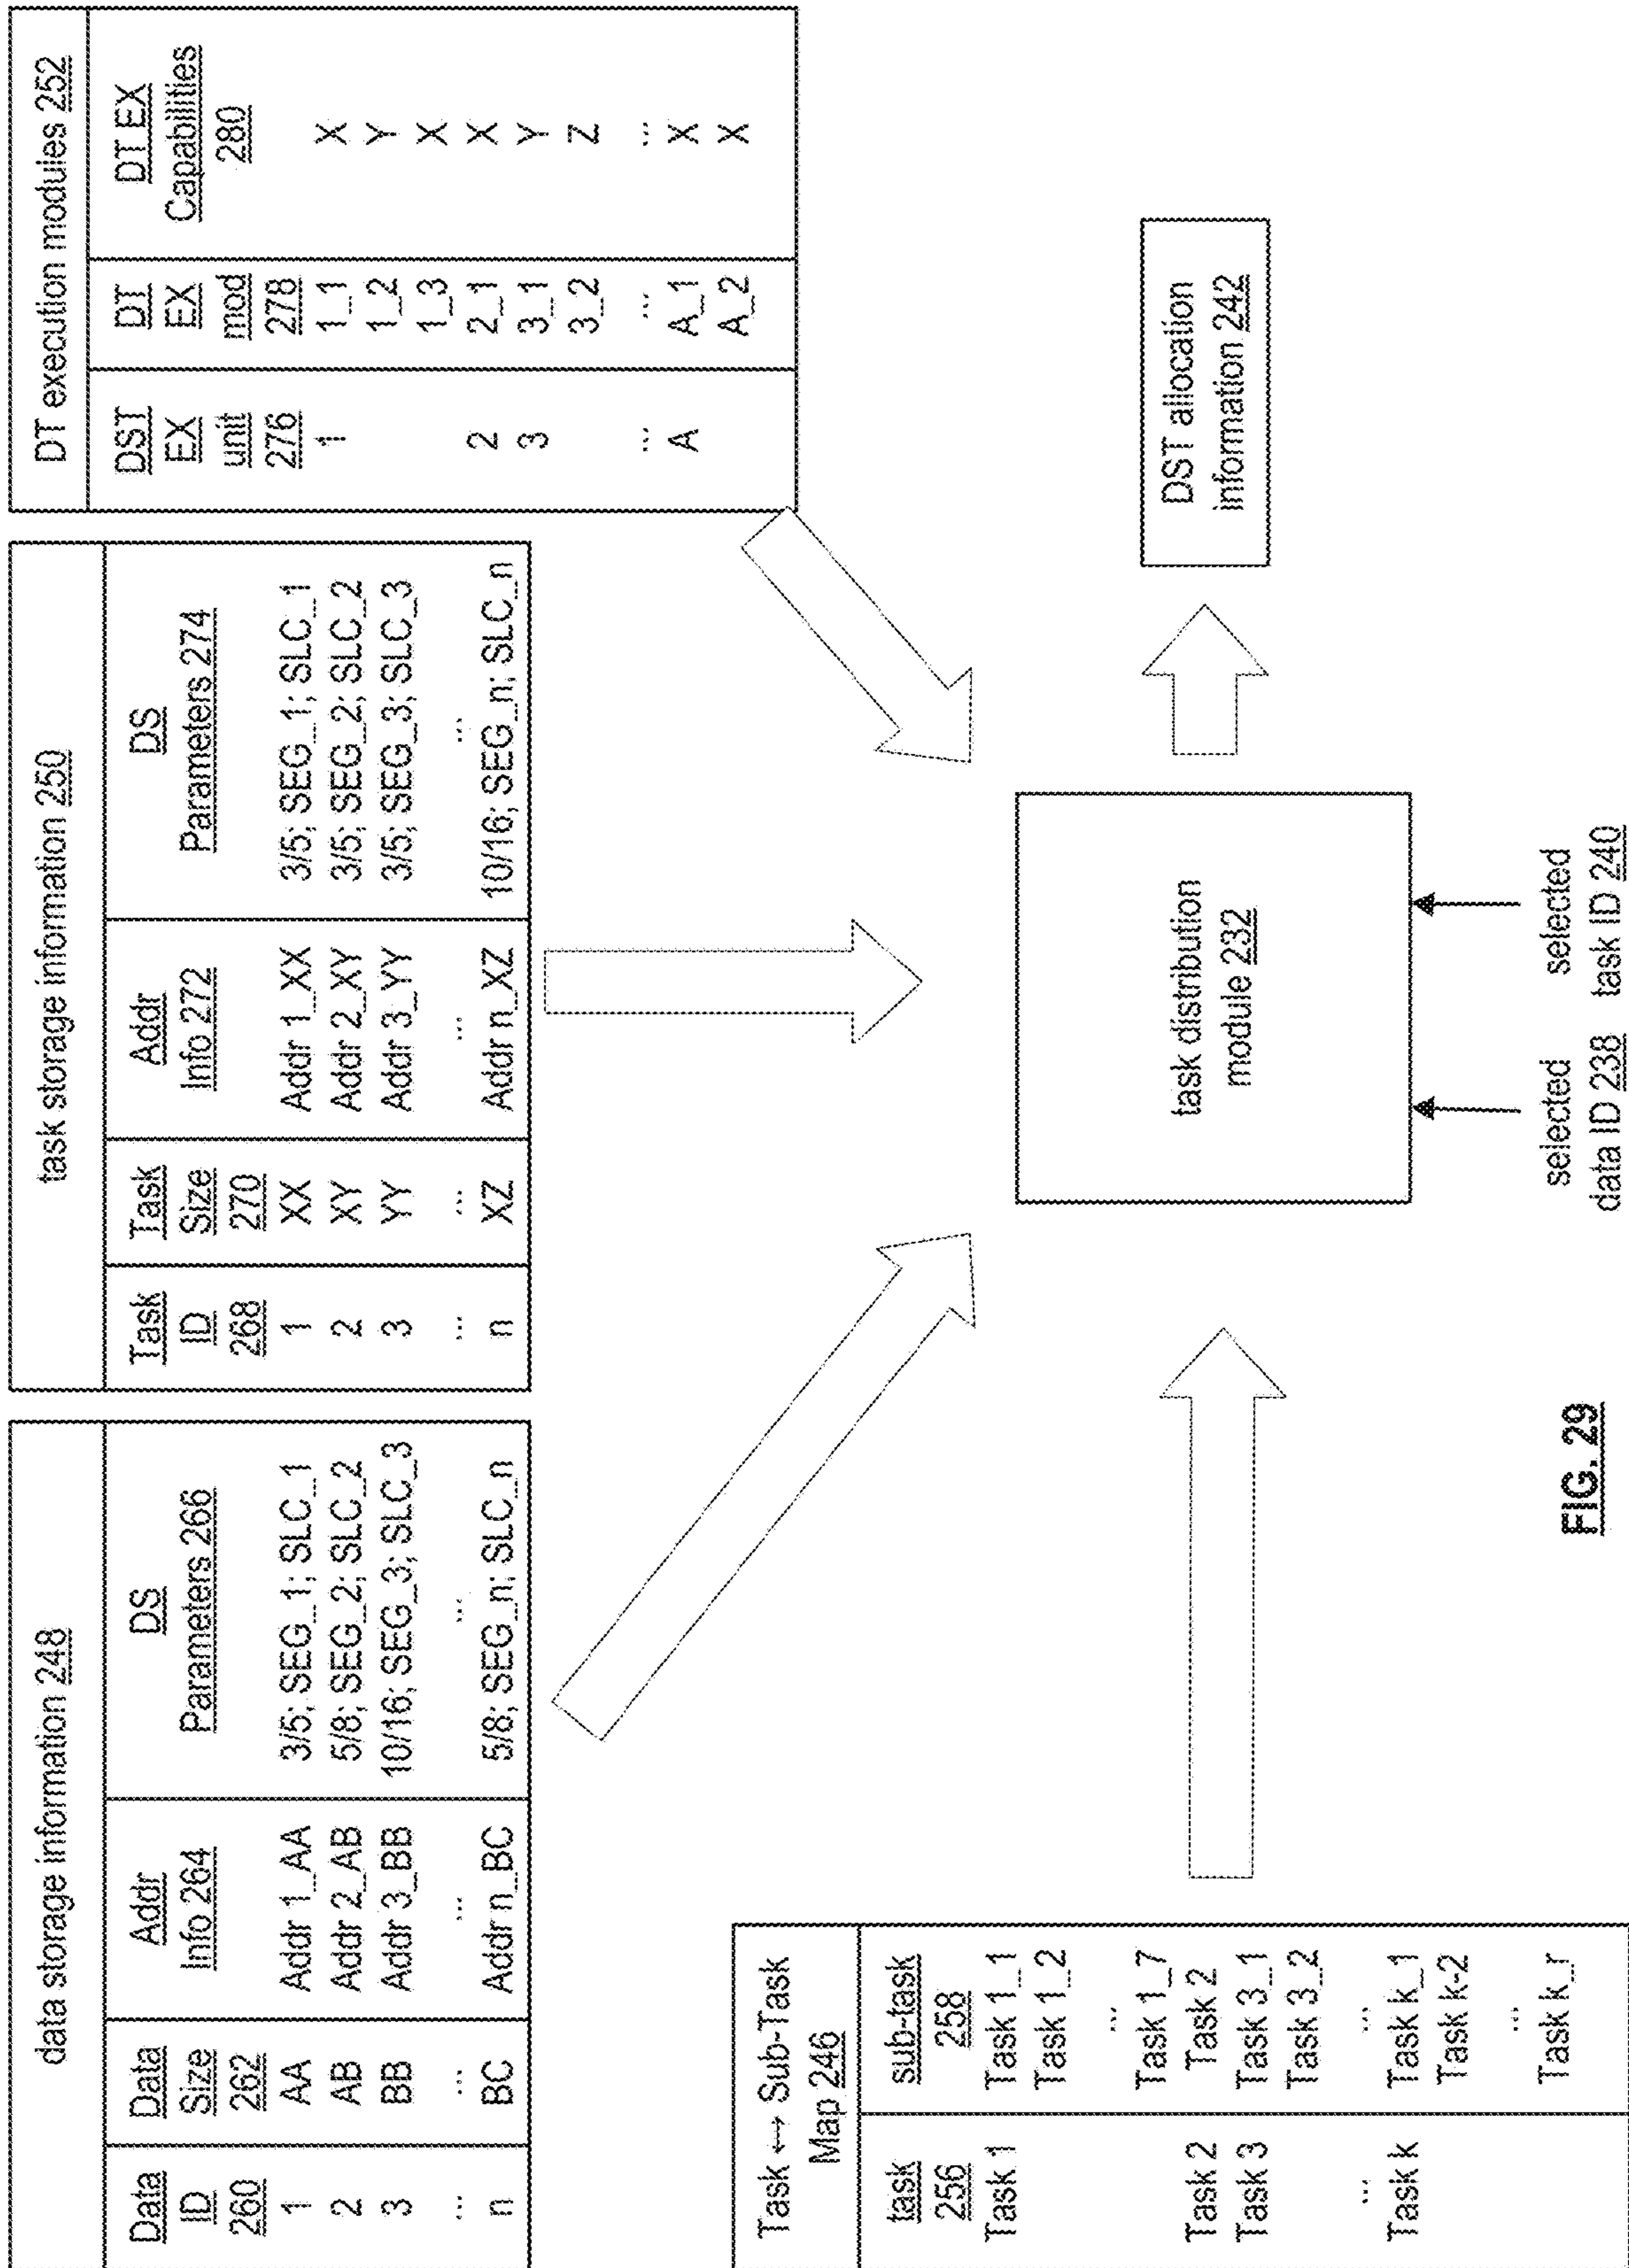 data storage information 248
Data ID 260 | Data Size 262 | Addr Info 264 | DS Parameters 266
1 | AA | Addr 1_AA | 3/5; SEG_1; SLC_1
2 | AB | Addr 2_AB | 5/8; SEG_2; SLC_2
3 | BB | Addr 3_BB | 10/16; SEG_3; SLC_3
... | ... | ... | ...
n | BC | Addr n_BC | 5/8; SEG_n; SLC_n
task storage information 250
Task ID 268 | Task Size 270 | Addr Info 272 | DS Parameters 274
1 | XX | Addr 1_XX | 3/5; SEG_1; SLC_1
2 | XY | Addr 2_XY | 3/5; SEG_2; SLC_2
3 | YY | Addr 3_YY | 3/5; SEG_3; SLC_3
... | ... | ... | ...
n | XZ | Addr n_XZ | 10/16; SEG_n; SLC_n
DT execution modules 252
DST EX unit 276 | DT EX mod 278 | DT EX Capabilities 280
1 | 1_1 | X
1_2 | Y
1_3 | X
2 | 2_1 | X
3 | 3_1 | Y
3_2 | Z
... | ... | ...
A | A_1 | X
A_2 | X
Task ↔ Sub-Task
Map 246
task 256 | sub-task 258
Task 1 | Task 1_1
Task 1_2
...
Task 1_7
Task 2 | Task 2
Task 3 | Task 3_1
Task 3_2
... | ...
Task k | Task k_1
Task k-2
...
Task k_r
task distribution
module 232
DST allocation
information 242
selected
data ID 238
selected
task ID 240
FIG. 29